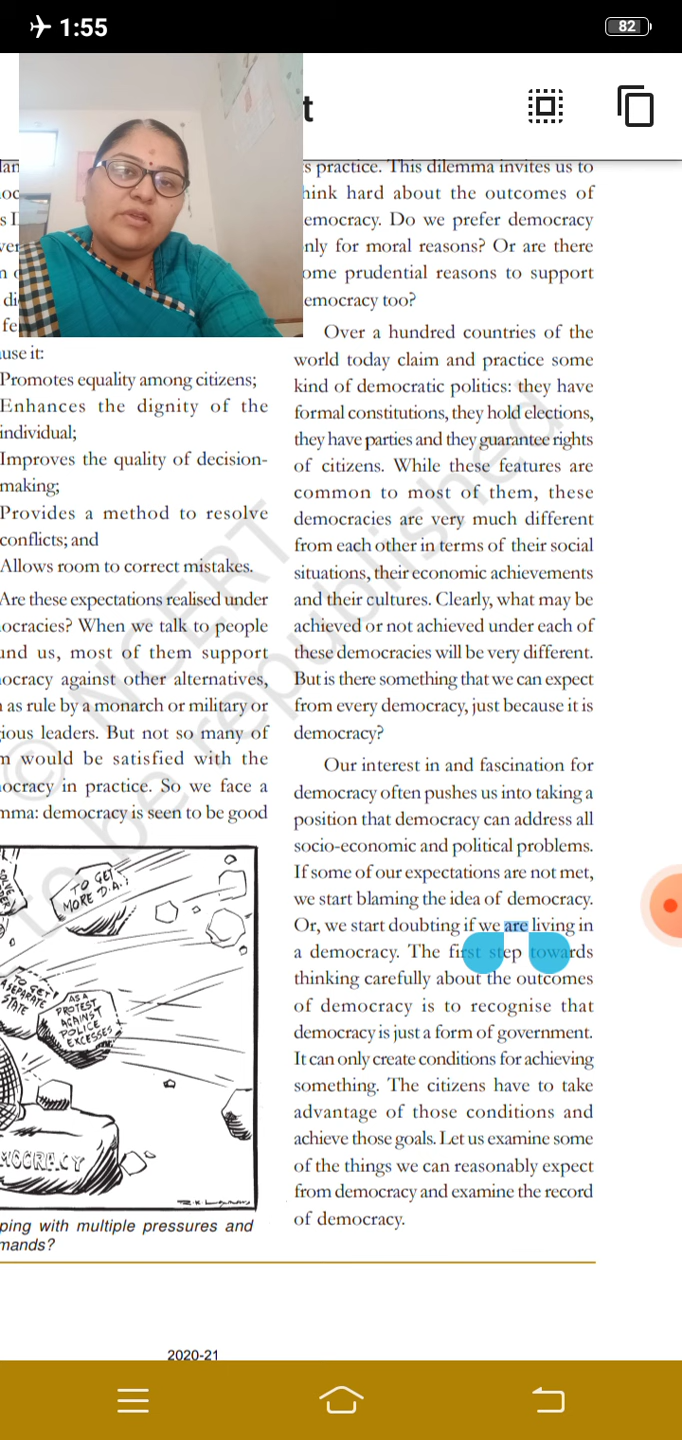 1:55
82
t
s practice. This dilemma invites us to
hink hard about the outcomes of
emocracy. Do we prefer democracy
nly for moral reasons? Or are there
ome prudential reasons to support
emocracy too?
Over a hundred countries of the
world today claim and practice some
kind of democratic politics: they have
formal constitutions, they hold elections,
they have parties and they guarantee rights
of citizens. While these features are
common to most of them, these
democracies are very much different
from each other in terms of their social
situations, their economic achievements
and their cultures. Clearly, what may be
achieved or not achieved under each of
these democracies will be very different.
But is there something that we can expect
from every democracy, just because it is
democracy?
Our interest in and fascination for
democracy often pushes us into taking a
position that democracy can address all
socio-economic and political problems.
If some of our expectations are not met,
we start blaming the idea of democracy.
Or, we start doubting if we are living in
a democracy. The first step towards
thinking carefully about the outcomes
of democracy is to recognise that
democracy is just a form of government.
It can only create conditions for achieving
something. The citizens have to take
advantage of those conditions and
achieve those goals. Let us examine some
of the things we can reasonably expect
from democracy and examine the record
of democracy.
lan
oc
s I
ver
n
di
fe
use it:
Promotes equality among citizens;
Enhances the dignity of the
individual;
Improves the quality of decision-
making;
Provides a method to resolve
conflicts; and
Allows room to correct mistakes.
Are these expectations realised under
ocracies? When we talk to people
und us, most of them support
ocracy against other alternatives,
as rule by a monarch or military or
ious leaders. But not so many of
m would be satisfied with the
ocracy in practice. So we face a
mma: democracy is seen to be good
TO GET
MORE D.A.!
TO GET
A SEPARATE
STATE
AS A
PROTEST
AGAINST
POLICE
EXCESSES
MOCRACY
ping with multiple pressures and
mands?
© NCERT
to be republished
2020-21